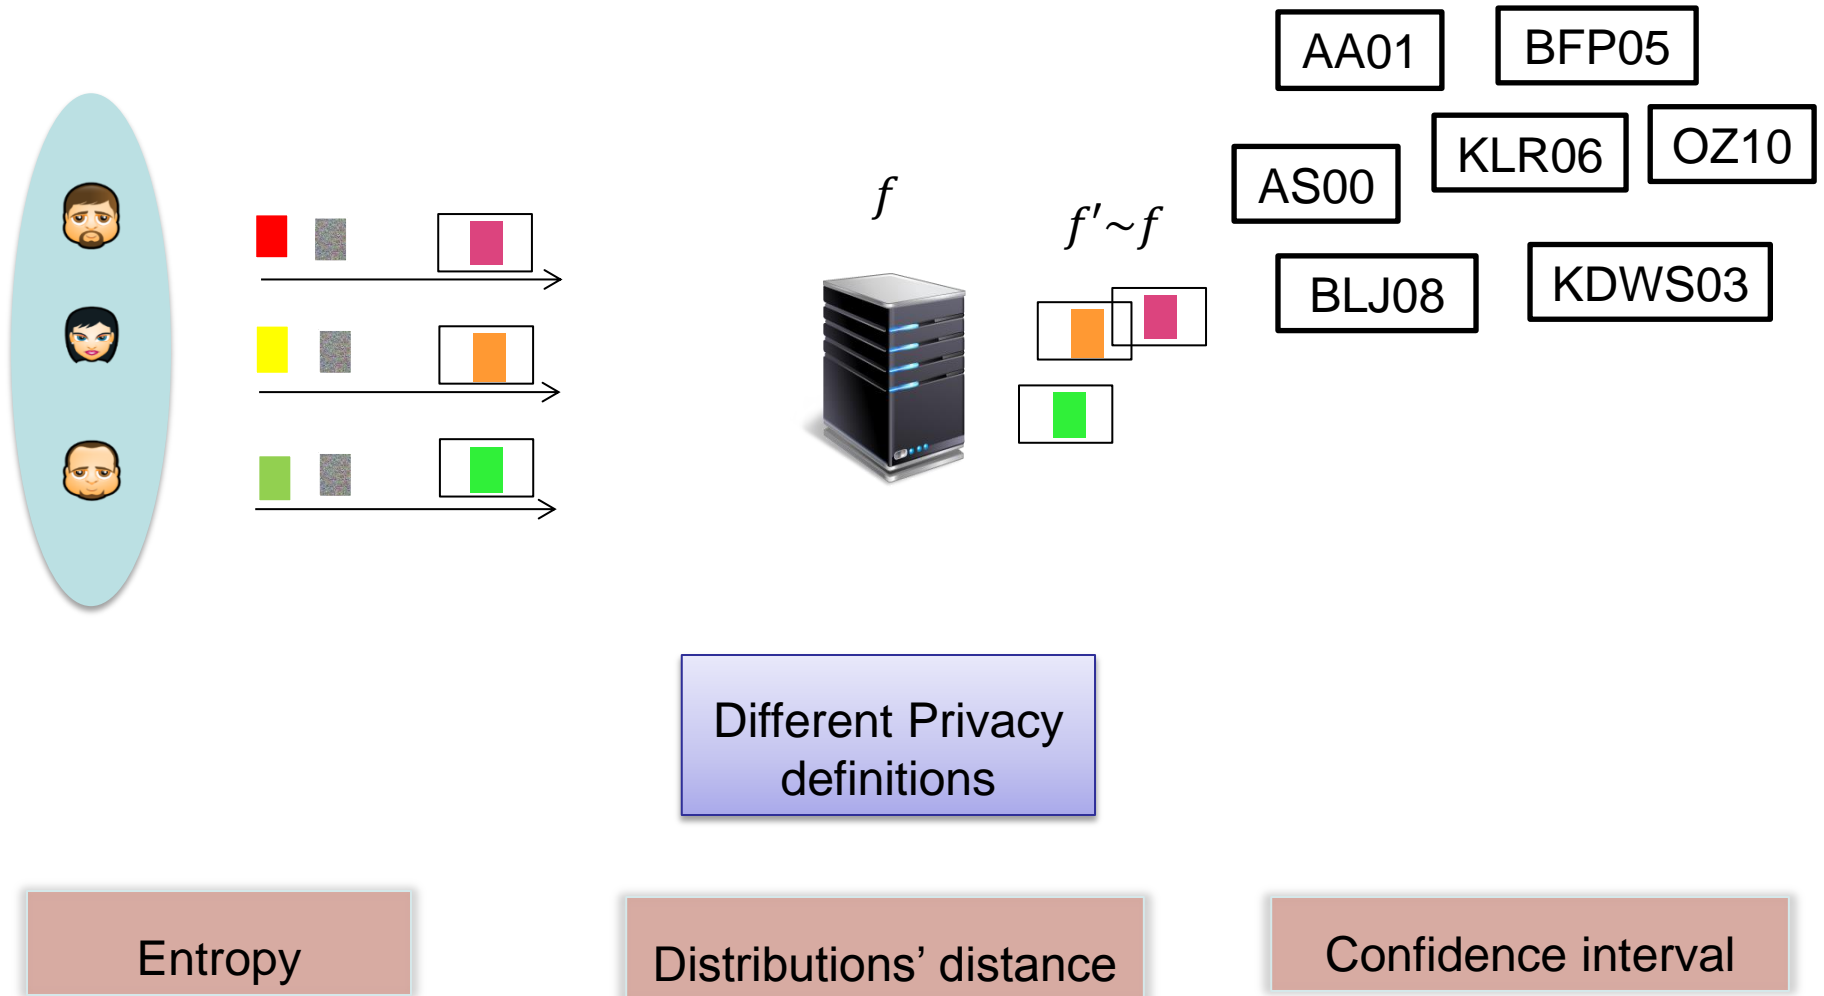 AA01
BFP05
AS00
KLR06
OZ10
BLJ08
KDWS03
f
f′~f
Different Privacy
definitions
Entropy
Distributions’ distance
Confidence interval